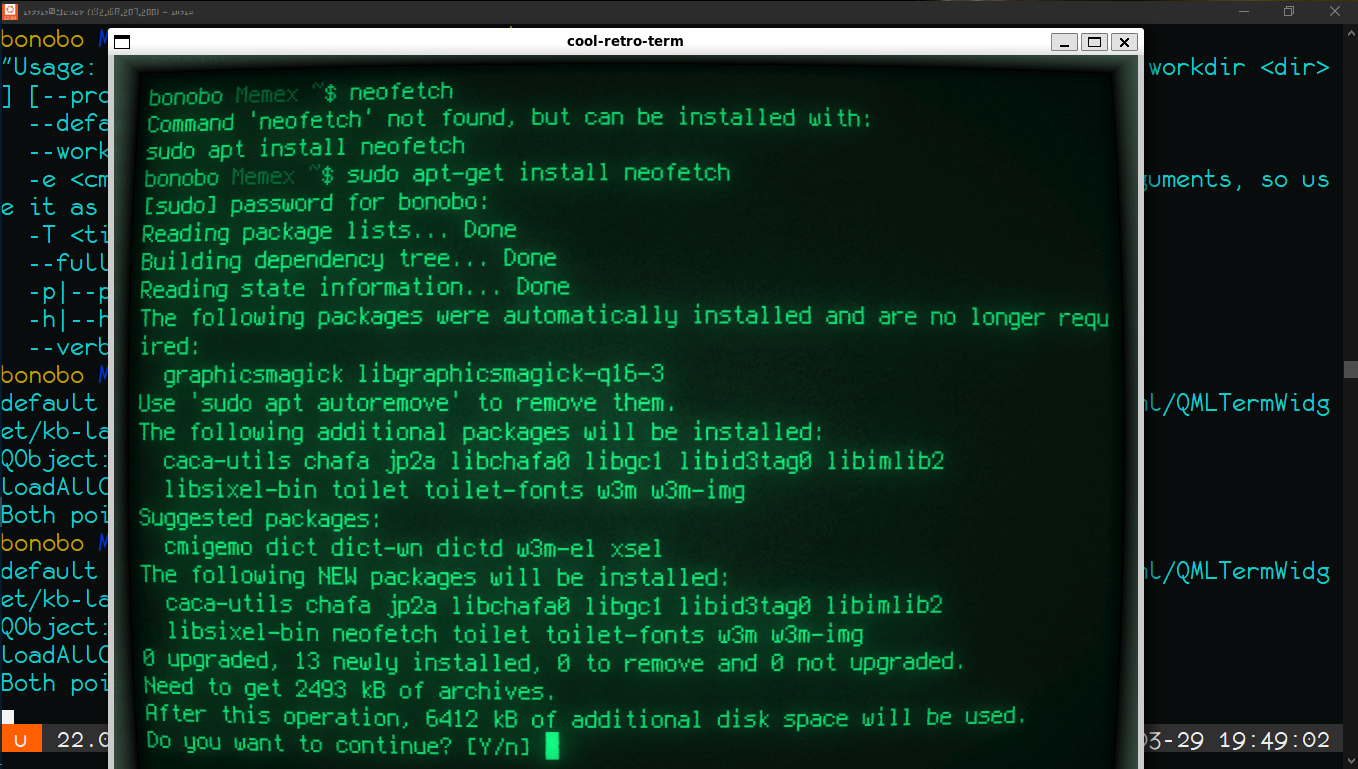 cool-retro-term
bonobo Memex ~$ neofetch
Command 'neofetch' not found, but can be installed with:
sudo apt install neofetch
bonobo Memex ~$ sudo apt-get install neofetch
[sudo] password for bonobo:
Reading package lists... Done
Building dependency tree... Done
Reading state information... Done
The following packages were automatically installed and are no longer requ
ired:
graphicsmagick libgraphicsmagick-q16-3
Use 'sudo apt autoremove' to remove them.
The following additional packages will be installed:
caca-utils chafa jp2a libchafa0 libgc1 libid3tag0 libimlib2
libsixel-bin toilet toilet-fonts w3m w3m-img
Suggested packages:
cmigemo dict dict-wn dictd w3m-el xsel
The following NEW packages will be installed:
caca-utils chafa jp2a libchafa0 libgc1 libid3tag0 libimlib2
libsixel-bin neofetch toilet toilet-fonts w3m w3m-img
0 upgraded, 13 newly installed, 0 to remove and 0 not upgraded.
Need to get 2493 kB of archives.
After this operation, 6412 kB of additional disk space will be used.
Do you want to continue? [Y/n]
bonobo M
“Usage: workdir <dir>
] [--pro
--defa
--work
-e <cm guments, so us
e it as
-T <ti
--full
-p|--p
-h|--h
--verb
bonobo M
default ml/QMLTermWidg
et/kb-la
QObject:
loadAllC
Both poi
bonobo M
default ml/QMLTermWidg
et/kb-la
QObject:
loadAllC
Both poi
u 22.0 03-29 19:49:02